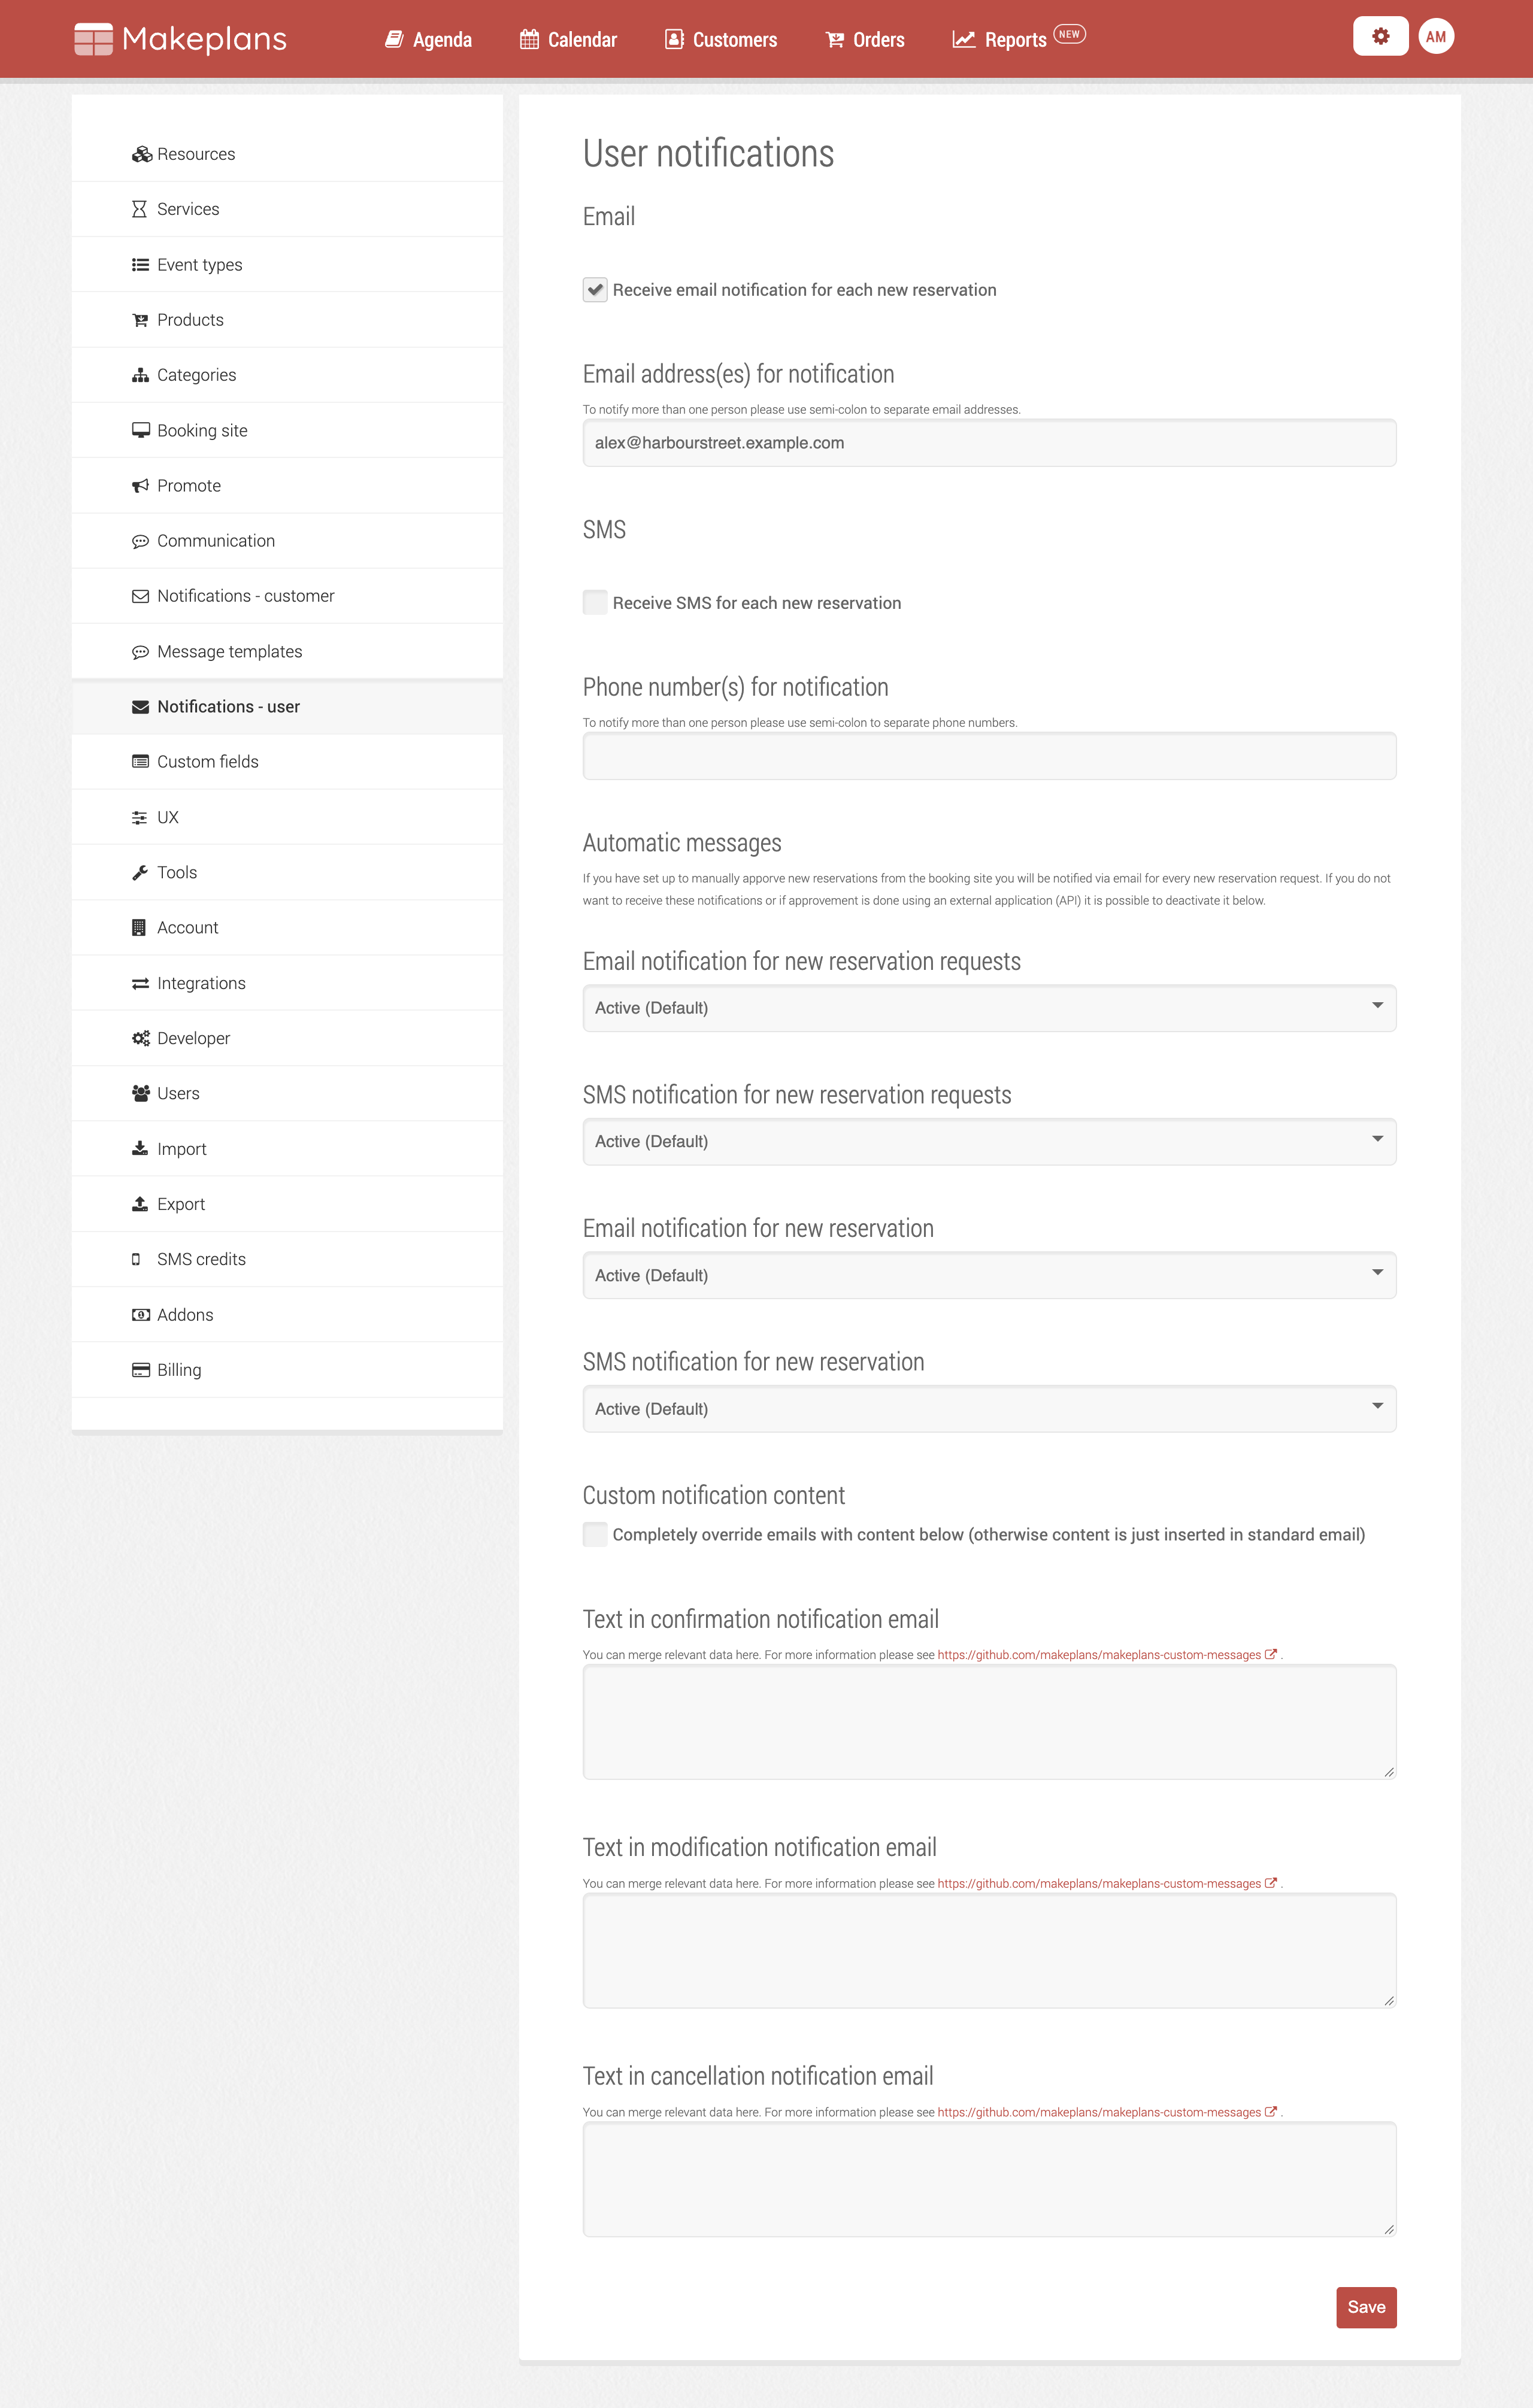 Makeplans
Agenda
Calendar
Customers
Orders
Reports NEW
AM
Resources
Services
Event types
Products
Categories
Booking site
Promote
Communication
Notifications - customer
Message templates
Notifications - user
Custom fields
UX
Tools
Account
Integrations
Developer
Users
Import
Export
SMS credits
Addons
Billing
User notifications
Email
Receive email notification for each new reservation
Email address(es) for notification
To notify more than one person please use semi-colon to separate email addresses.
alex@harbourstreet.example.com
SMS
Receive SMS for each new reservation
Phone number(s) for notification
To notify more than one person please use semi-colon to separate phone numbers.
Automatic messages
If you have set up to manually apporve new reservations from the booking site you will be notified via email for every new reservation request. If you do not
want to receive these notifications or if approvement is done using an external application (API) it is possible to deactivate it below.
Email notification for new reservation requests
Active (Default)
SMS notification for new reservation requests
Active (Default)
Email notification for new reservation
Active (Default)
SMS notification for new reservation
Active (Default)
Custom notification content
Completely override emails with content below (otherwise content is just inserted in standard email)
Text in confirmation notification email
You can merge relevant data here. For more information please see https://github.com/makeplans/makeplans-custom-messages .
Text in modification notification email
You can merge relevant data here. For more information please see https://github.com/makeplans/makeplans-custom-messages .
Text in cancellation notification email
You can merge relevant data here. For more information please see https://github.com/makeplans/makeplans-custom-messages .
Save